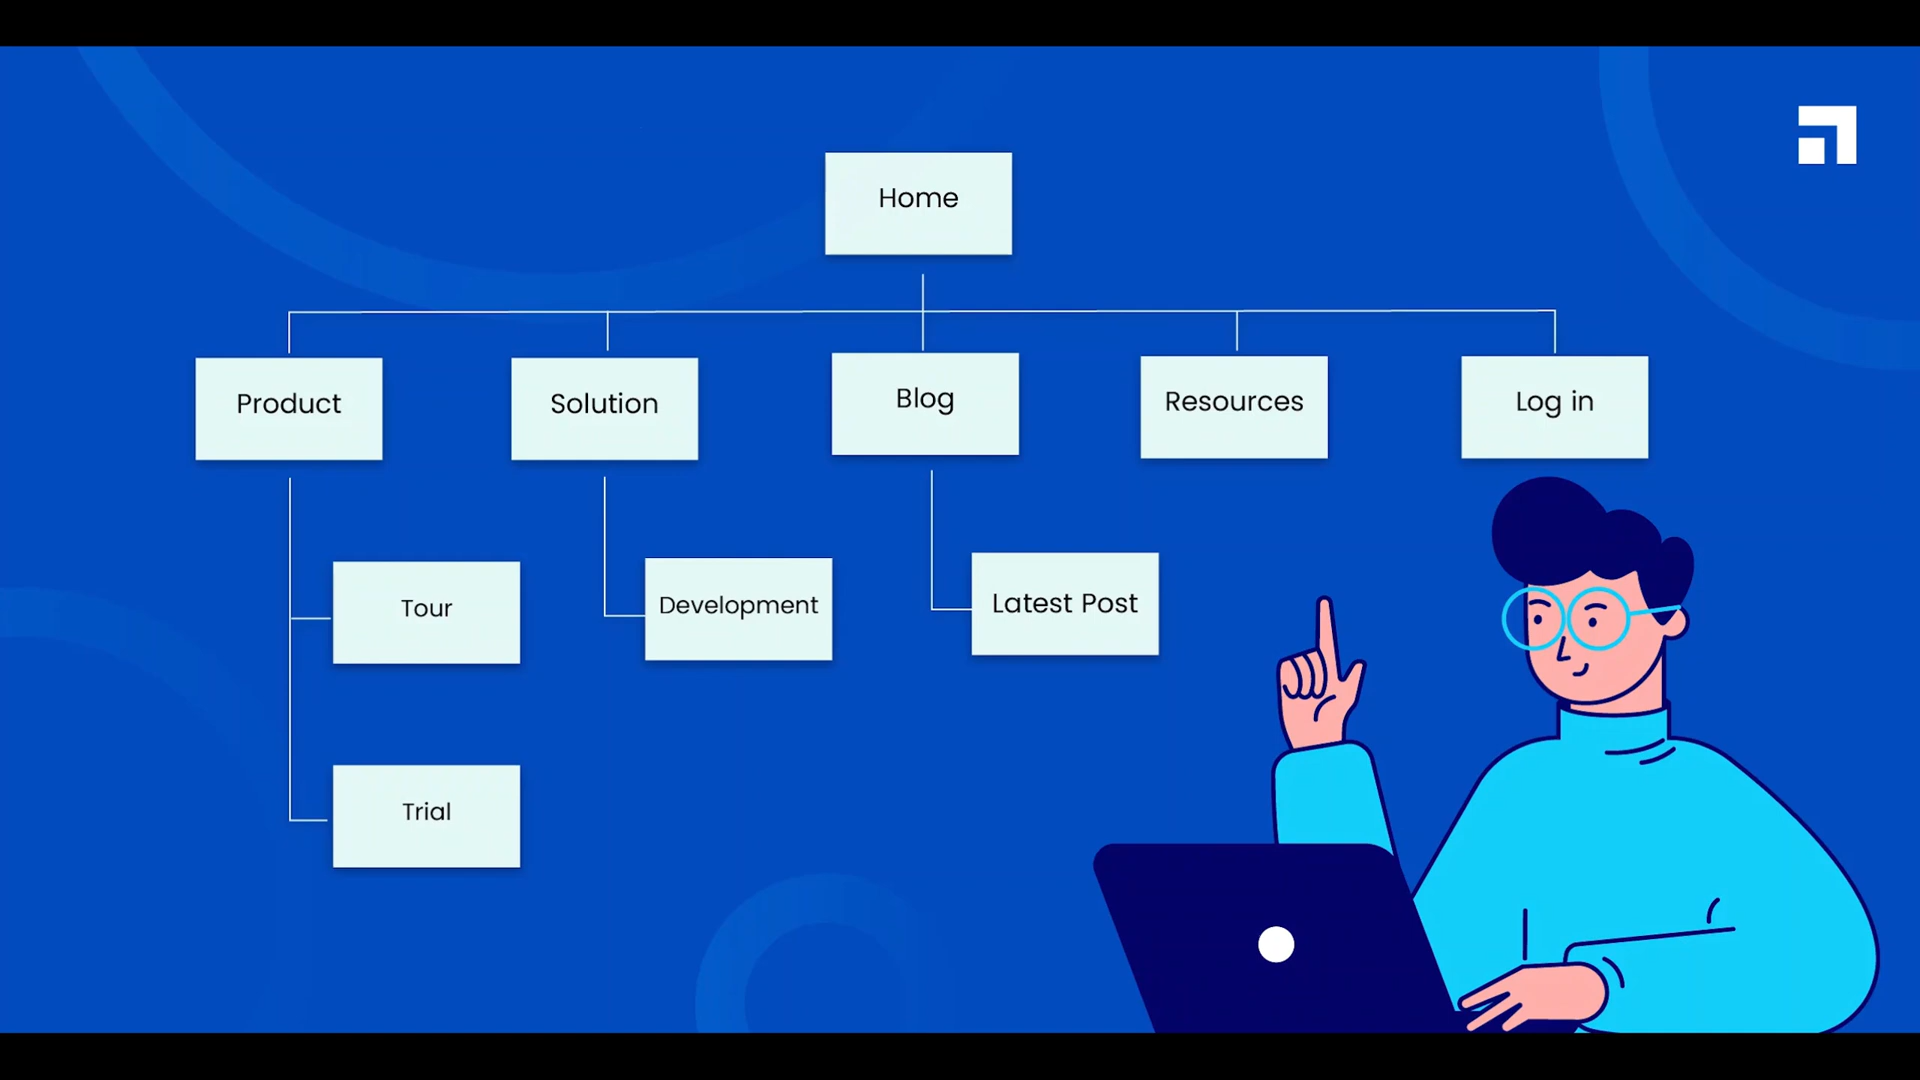 Home
Product
Solution
Blog
Resources
Log in
Tour
Development
Latest Post
Trial